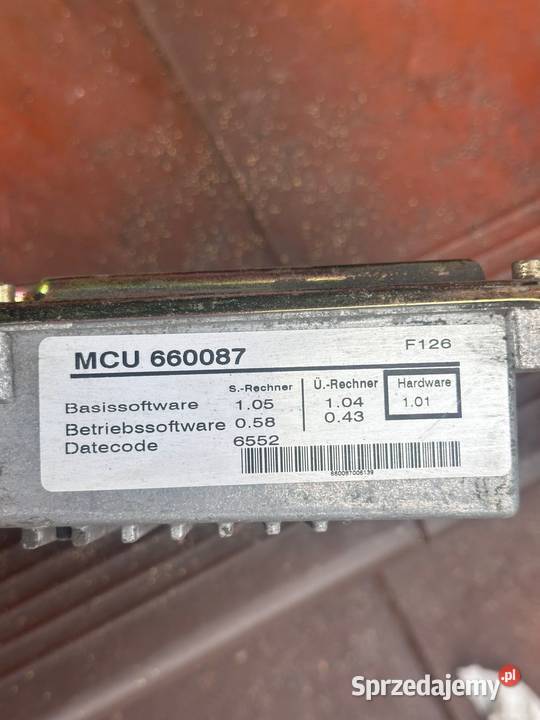 MCU 660087 F126
S.-Rechner Ü.-Rechner Hardware
Basissoftware 1.05 1.04 1.01
Betriebssoftware 0.58 0.43
Datecode 6552
660087006139
Sprzedajemy.pl